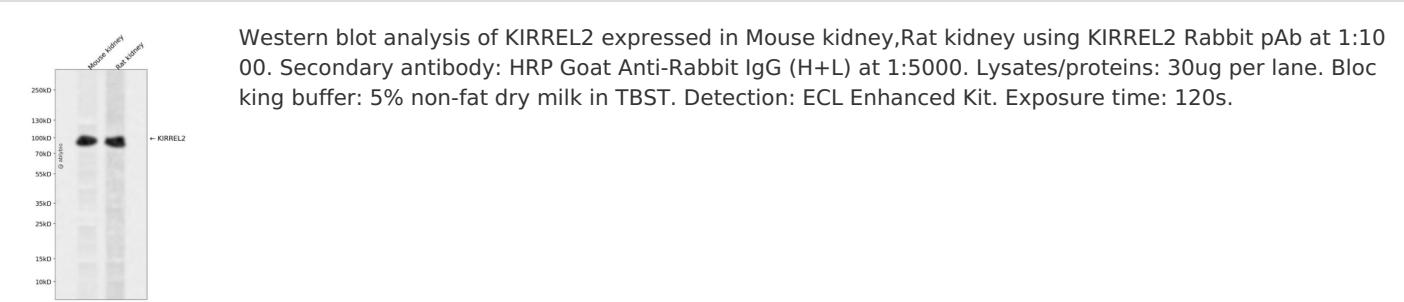 Mouse kidney
Rat kidney
Western blot analysis of KIRREL2 expressed in Mouse kidney,Rat kidney using KIRREL2 Rabbit pAb at 1:10
00. Secondary antibody: HRP Goat Anti-Rabbit IgG (H+L) at 1:5000. Lysates/proteins: 30ug per lane. Bloc
king buffer: 5% non-fat dry milk in TBST. Detection: ECL Enhanced Kit. Exposure time: 120s.
250kD
130kD
100kD
← KIRREL2
70kD
55kD
35kD
25kD
15kD
10kD